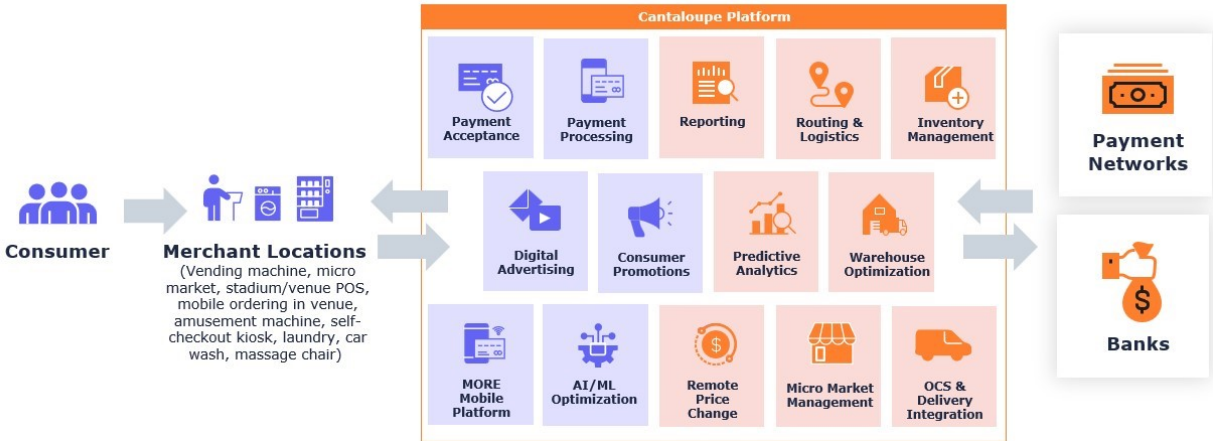 Cantaloupe Platform
Payment
Acceptance
Payment
Processing
Reporting
Routing &
Logistics
Inventory
Management
Payment
Networks
Consumer
Merchant Locations
(Vending machine, micro
market, stadium/venue POS,
mobile ordering in venue,
amusement machine, self-
checkout kiosk, laundry, car
wash, massage chair)
Digital
Advertising
Consumer
Promotions
Predictive
Analytics
Warehouse
Optimization
$
Banks
MORE
Mobile
Platform
AI/ML
Optimization
$
Remote
Price
Change
Micro Market
Management
OCS &
Delivery
Integration